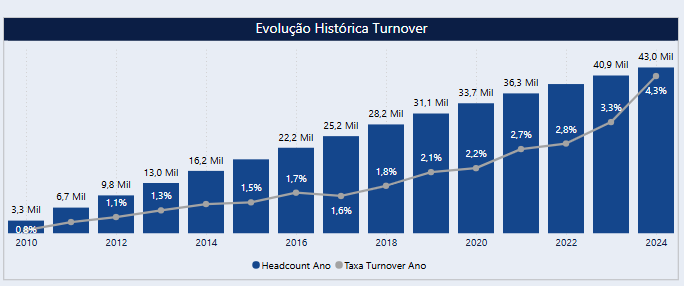 Evolução Histórica Turnover
3,3 Mil
6,7 Mil
9,8 Mil
13,0 Mil
16,2 Mil
22,2 Mil
25,2 Mil
28,2 Mil
31,1 Mil
33,7 Mil
36,3 Mil
40,9 Mil
43,0 Mil
0,8%
1,1%
1,3%
1,5%
1,7%
1,6%
1,8%
2,1%
2,2%
2,7%
2,8%
3,3%
4,3%
2010 2012 2014 2016 2018 2020 2022 2024
Headcount Ano Taxa Turnover Ano